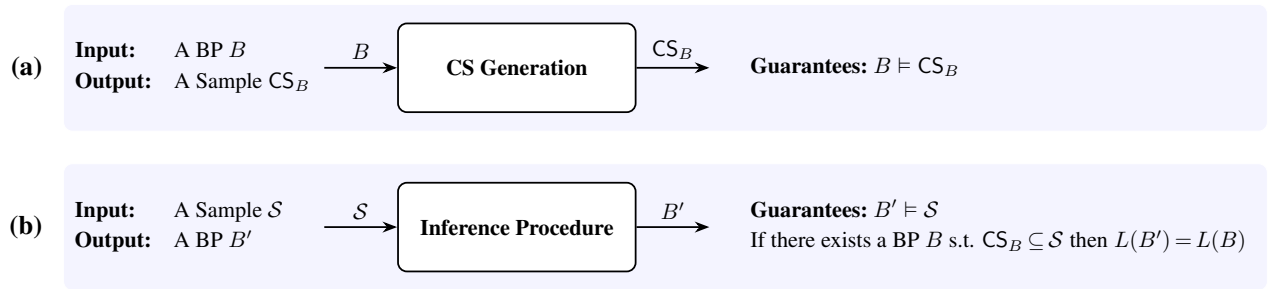 (a)
Input: A BP B
Output: A Sample CS_B
B
CS Generation
CS_B
Guarantees: B ⊨ CS_B
(b)
Input: A Sample 𝒮
Output: A BP B′
𝒮
Inference Procedure
B′
Guarantees: B′ ⊨ 𝒮
If there exists a BP B s.t. CS_B ⊆ 𝒮 then L(B′) = L(B)